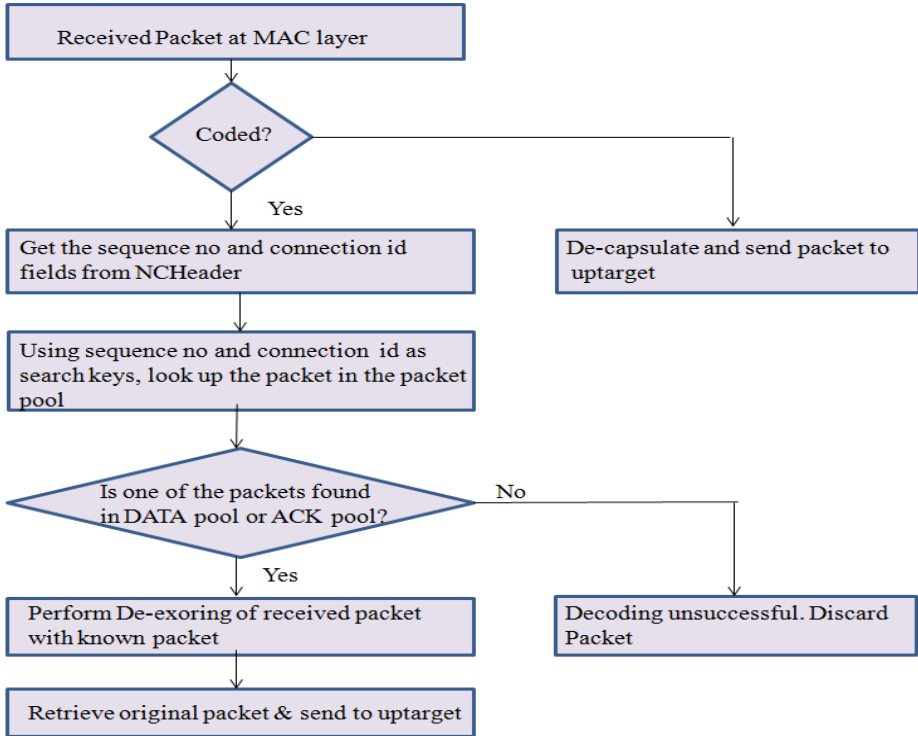 Received Packet at MAC layer
Coded?
Yes
Get the sequence no and connection id
fields from NCHeader
De-capsulate and send packet to
uptarget
Using sequence no and connection id as
search keys, look up the packet in the packet
pool
Is one of the packets found
in DATA pool or ACK pool?
No
Yes
Perform De-exoring of received packet
with known packet
Decoding unsuccessful. Discard
Packet
Retrieve original packet & send to uptarget